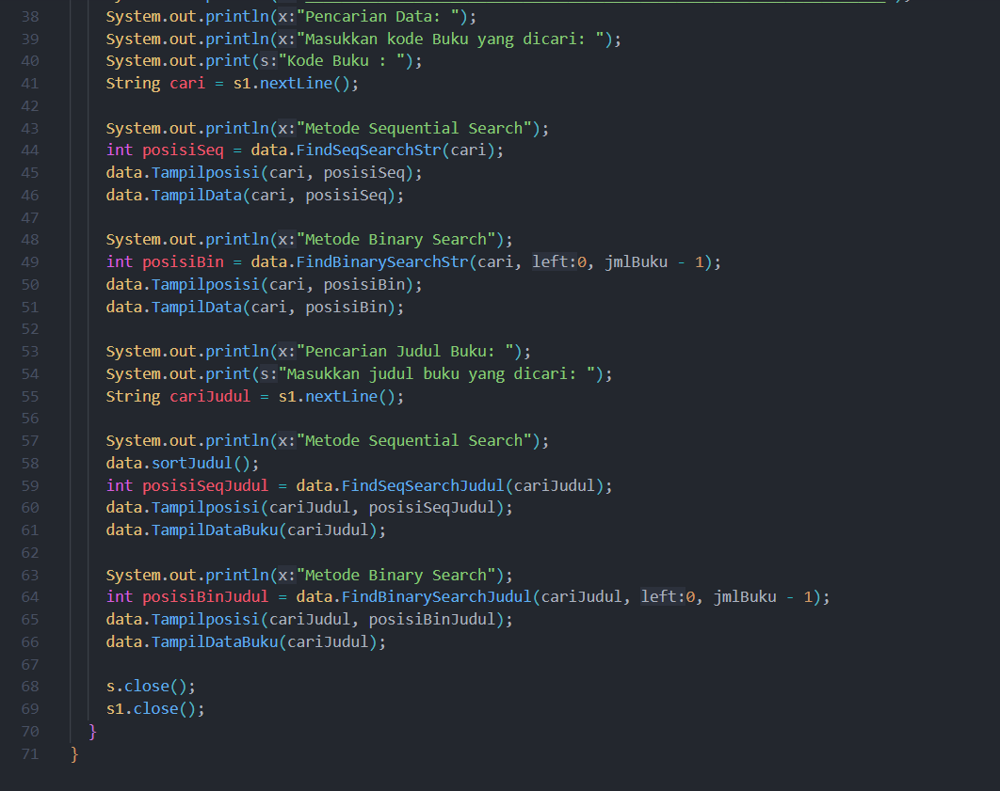 38 System.out.println(x:"Pencarian Data: ");
39 System.out.println(x:"Masukkan kode Buku yang dicari: ");
40 System.out.print(s:"Kode Buku : ");
41 String cari = s1.nextLine();
42
43 System.out.println(x:"Metode Sequential Search");
44 int posisiSeq = data.FindSeqSearchStr(cari);
45 data.Tampilposisi(cari, posisiSeq);
46 data.TampilData(cari, posisiSeq);
47
48 System.out.println(x:"Metode Binary Search");
49 int posisiBin = data.FindBinarySearchStr(cari, left:0, jmlBuku - 1);
50 data.Tampilposisi(cari, posisiBin);
51 data.TampilData(cari, posisiBin);
52
53 System.out.println(x:"Pencarian Judul Buku: ");
54 System.out.print(s:"Masukkan judul buku yang dicari: ");
55 String cariJudul = s1.nextLine();
56
57 System.out.println(x:"Metode Sequential Search");
58 data.sortJudul();
59 int posisiSeqJudul = data.FindSeqSearchJudul(cariJudul);
60 data.Tampilposisi(cariJudul, posisiSeqJudul);
61 data.TampilDataBuku(cariJudul);
62
63 System.out.println(x:"Metode Binary Search");
64 int posisiBinJudul = data.FindBinarySearchJudul(cariJudul, left:0, jmlBuku - 1);
65 data.Tampilposisi(cariJudul, posisiBinJudul);
66 data.TampilDataBuku(cariJudul);
67
68 s.close();
69 s1.close();
70 }
71 }